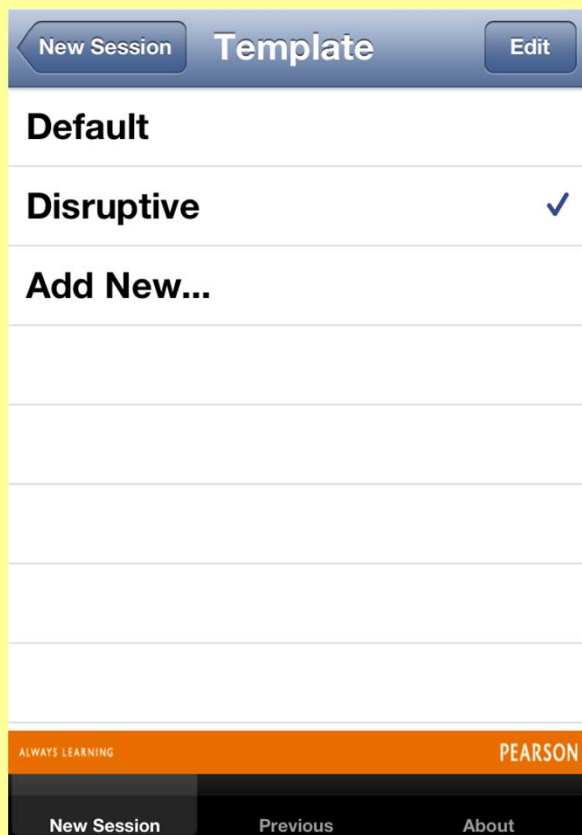 New Session Template Edit
Default
Disruptive ✓
Add New...
ALWAYS LEARNING PEARSON
New Session Previous About